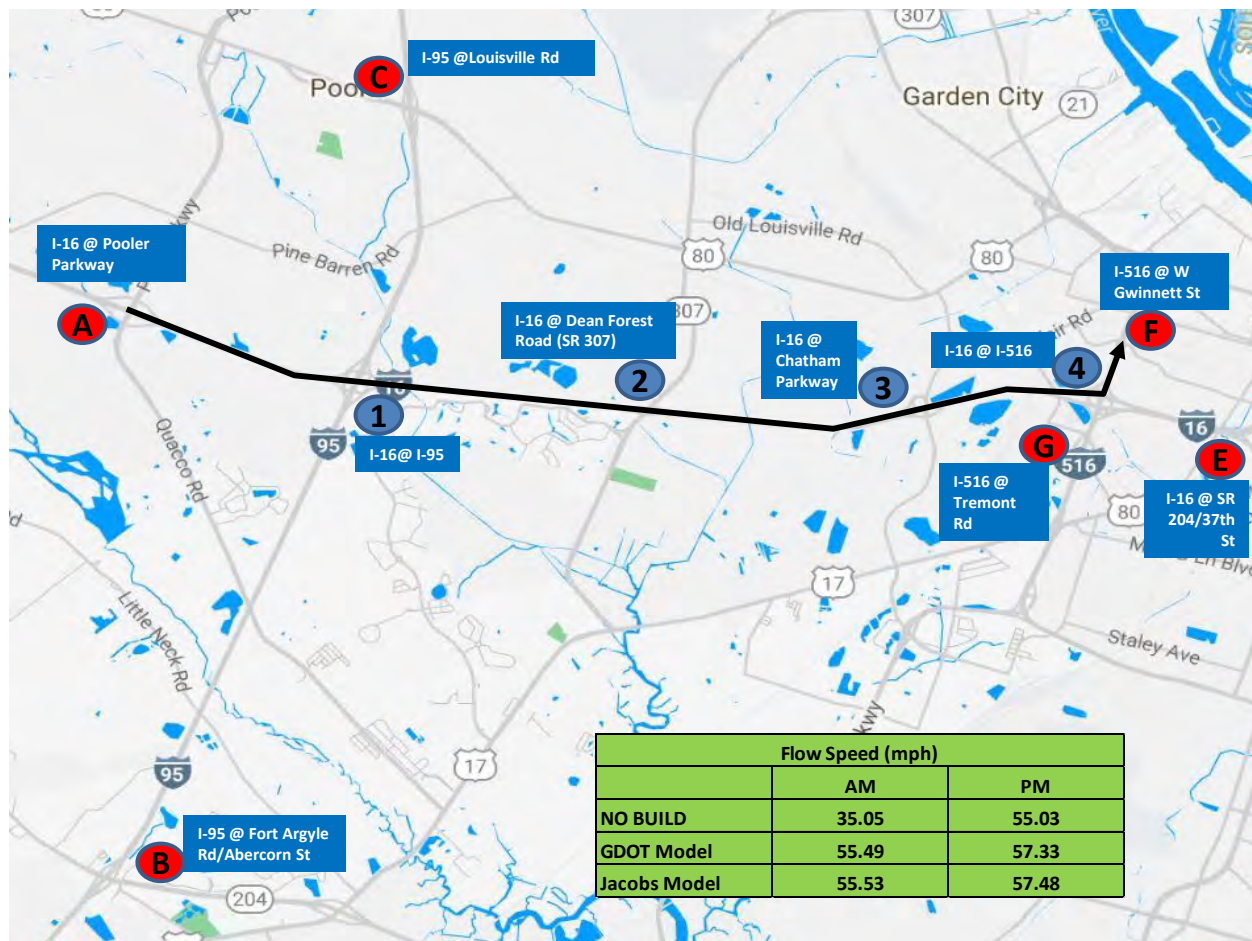 307
C
I-95 @Louisville Rd
Garden City
21
I-16 @ Pooler
Parkway
Pine Barren Rd
Old Louisville Rd
80
80
I-516 @ W
Gwinnett St
A
307
F
I-16 @ Dean Forest
Road (SR 307)
I-16 @
Chatham
Parkway
I-16 @ I-516
2
3
4
1
95
I-16@ I-95
16
G
516
E
Quacco Rd
I-516 @
Tremont
Rd
80
I-16 @ SR
204/37th
St
17
Little Neck Rd
Staley Ave
17
95
Flow Speed (mph)
AM PM
NO BUILD 35.05 55.03
GDOT Model 55.49 57.33
Jacobs Model 55.53 57.48
I-95 @ Fort Argyle
Rd/Abercorn St
B
204